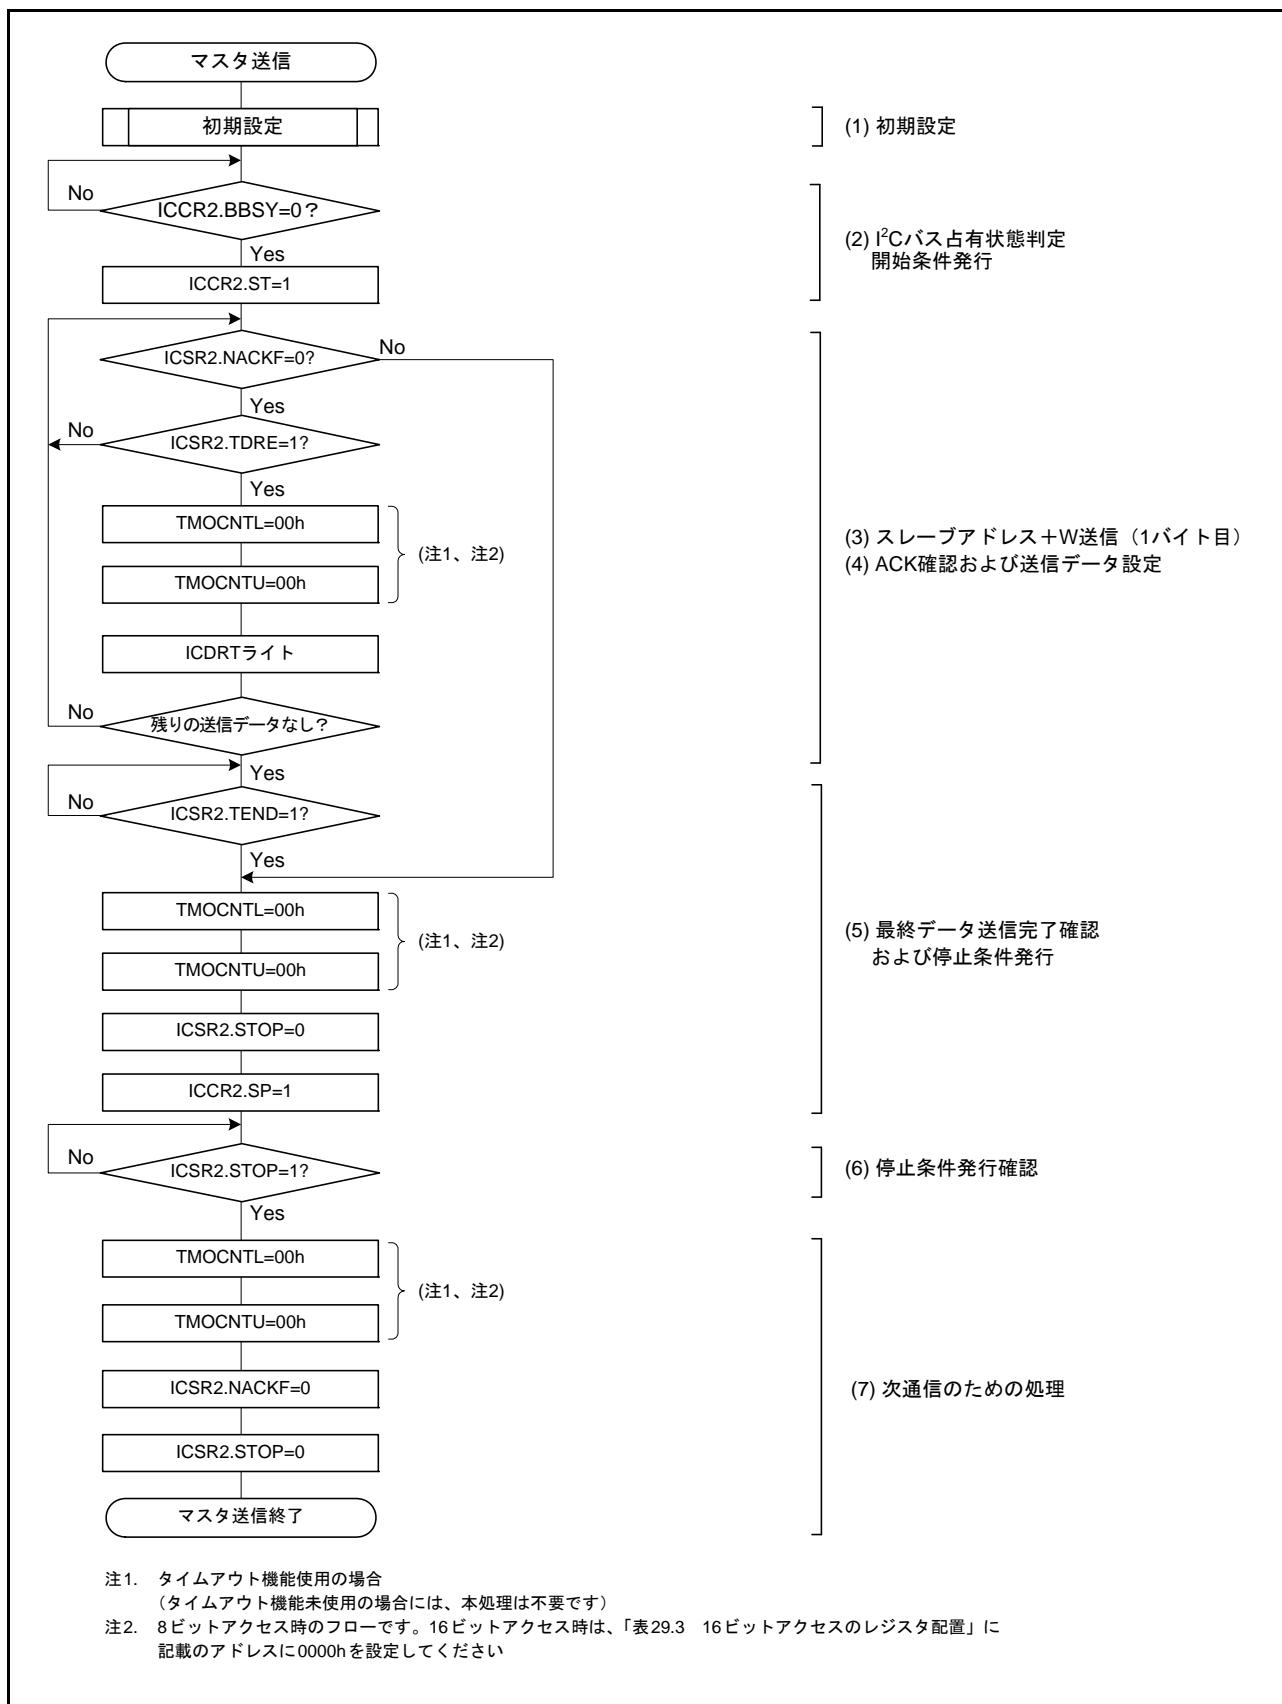 マスタ送信
初期設定
(1) 初期設定
No
ICCR2.BBSY=0？
Yes
ICCR2.ST=1
(2) I²Cバス占有状態判定
開始条件発行
ICSR2.NACKF=0?
No
Yes
No
ICSR2.TDRE=1?
Yes
TMOCNTL=00h
TMOCNTU=00h
(注1、注2)
ICDRTライト
No
残りの送信データなし？
Yes
(3) スレーブアドレス＋W送信（1バイト目）
(4) ACK確認および送信データ設定
No
ICSR2.TEND=1?
Yes
TMOCNTL=00h
TMOCNTU=00h
(注1、注2)
ICSR2.STOP=0
ICCR2.SP=1
(5) 最終データ送信完了確認
および停止条件発行
No
ICSR2.STOP=1?
Yes
(6) 停止条件発行確認
TMOCNTL=00h
TMOCNTU=00h
(注1、注2)
ICSR2.NACKF=0
ICSR2.STOP=0
マスタ送信終了
(7) 次通信のための処理
注1. タイムアウト機能使用の場合
（タイムアウト機能未使用の場合には、本処理は不要です）
注2. 8ビットアクセス時のフローです。16ビットアクセス時は、「表29.3 16ビットアクセスのレジスタ配置」に
記載のアドレスに0000hを設定してください